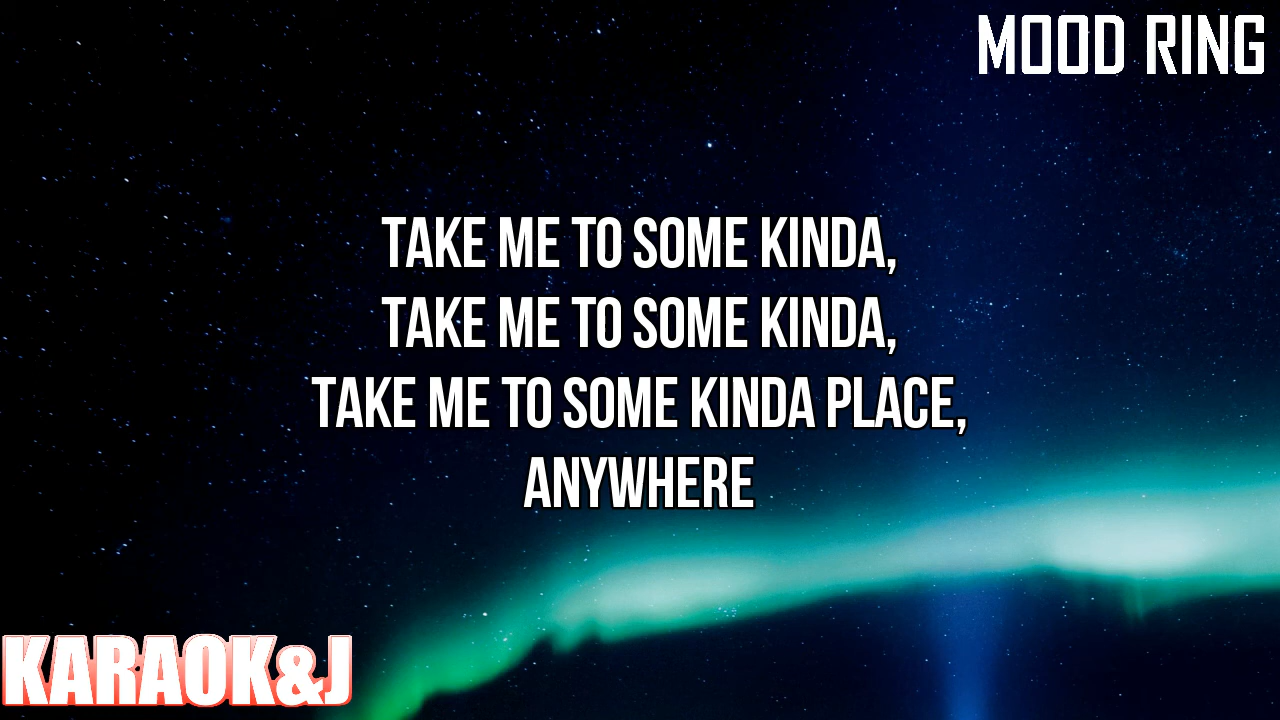 MOOD RING
TAKE ME TO SOME KINDA,
TAKE ME TO SOME KINDA,
TAKE ME TO SOME KINDA PLACE,
ANYWHERE
KARAOK&J